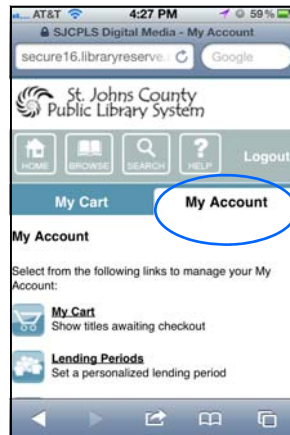 AT&T 4:27 PM 59%
SJCPLS Digital Media - My Account
secure16.libraryreserve. Google
St. Johns County
Public Library System
HOME BROWSE SEARCH HELP Logout
My Cart My Account
My Account
Select from the following links to manage your My
Account:
My Cart
Show titles awaiting checkout
Lending Periods
Set a personalized lending period